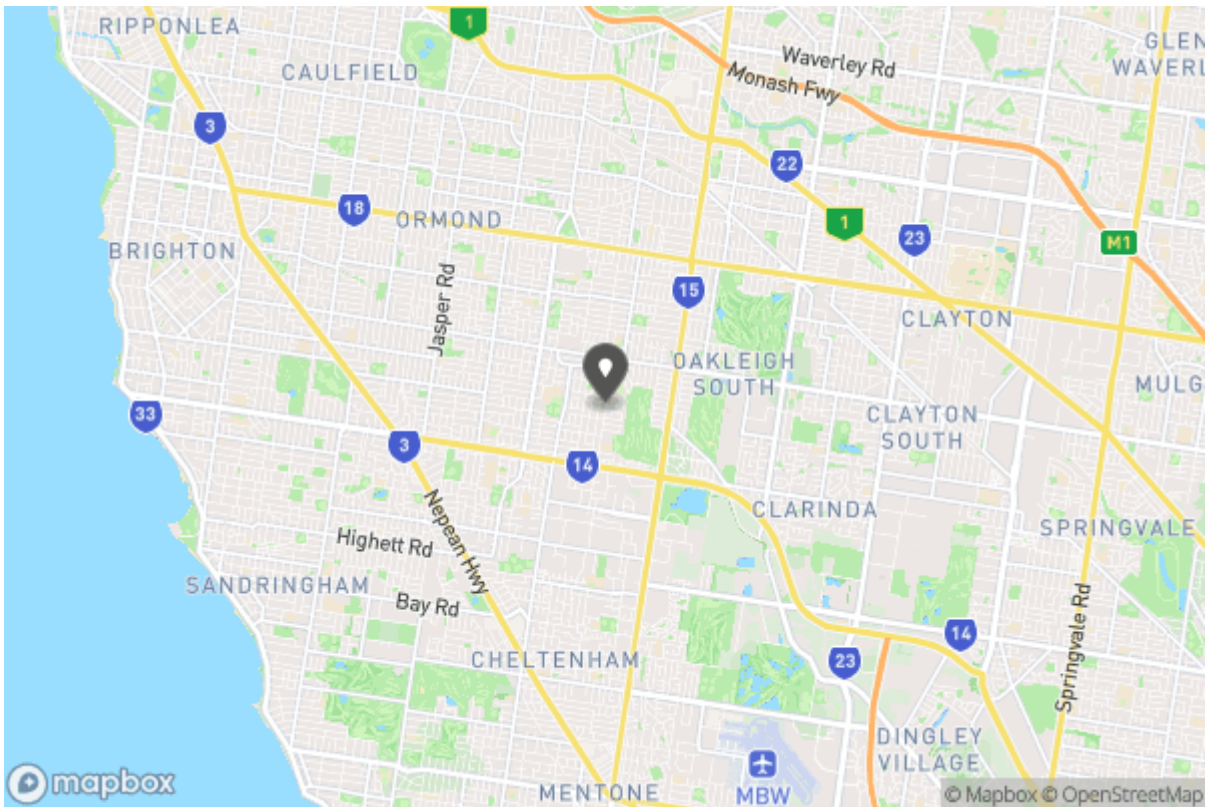 RIPPONLEA
1
GLEN
WAVERL
Waverley Rd
CAULFIELD
Monash Fwy
3
22
18
ORMOND
1
23
M1
BRIGHTON
15
Jasper Rd
CLAYTON
OAKLEIGH
SOUTH
MULG
33
CLAYTON
SOUTH
3
14
CLARINDA
SPRINGVALE
Nepean Hwy
Highett Rd
SANDRINGHAM
Bay Rd
14
Springvale Rd
CHELTENHAM
23
DINGLEY
VILLAGE
MENTONE
MBW
mapbox
© Mapbox © OpenStreetMap